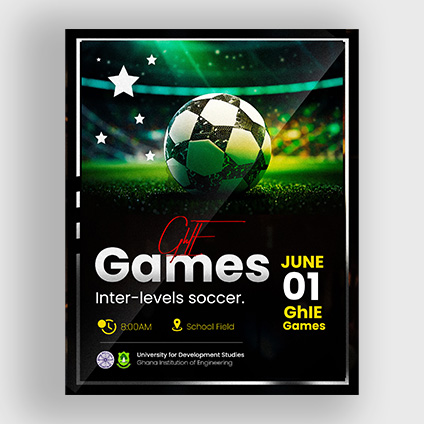 GhIE
Games
Inter-levels soccer.
JUNE
01
GhIE
Games
8:00AM
School Field
University for Development Studies
Ghana Institution of Engineering